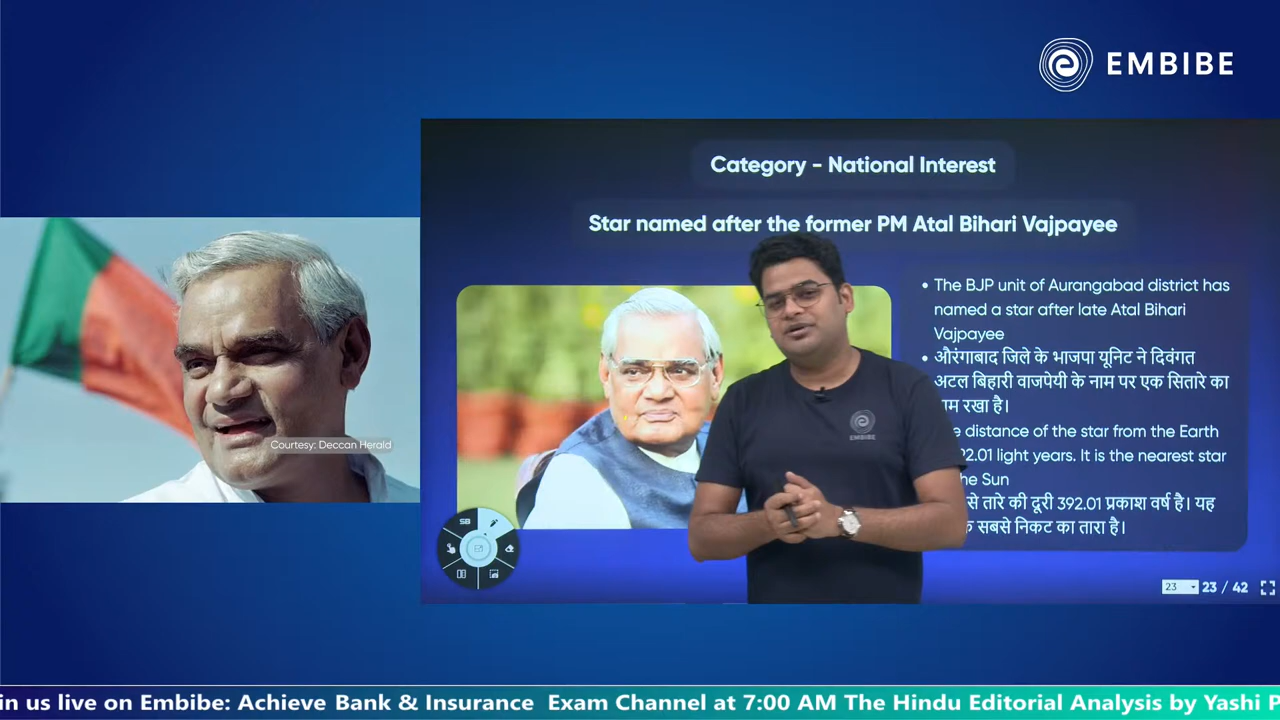 EMBIBE
Category - National Interest
Star named after the former PM Atal Bihari Vajpayee
• The BJP unit of Aurangabad district has
named a star after late Atal Bihari
Vajpayee
• औरंगाबाद जिले के भाजपा यूनिट ने दिवंगत
अटल बिहारी वाजपेयी के नाम पर एक सितारे का
रखा है।
distance of the star from the Earth
light years. It is the nearest star
Sun
तारे की दूरी 392.01 प्रकाश वर्ष है। यह
सबसे निकट का तारा है।
Courtesy: Deccan Herald
EMBIBE
SB
23 23 / 42
us live on Embibe: Achieve Bank & Insurance Exam Channel at 7:00 AM The Hindu Editorial Analysis by Yashi